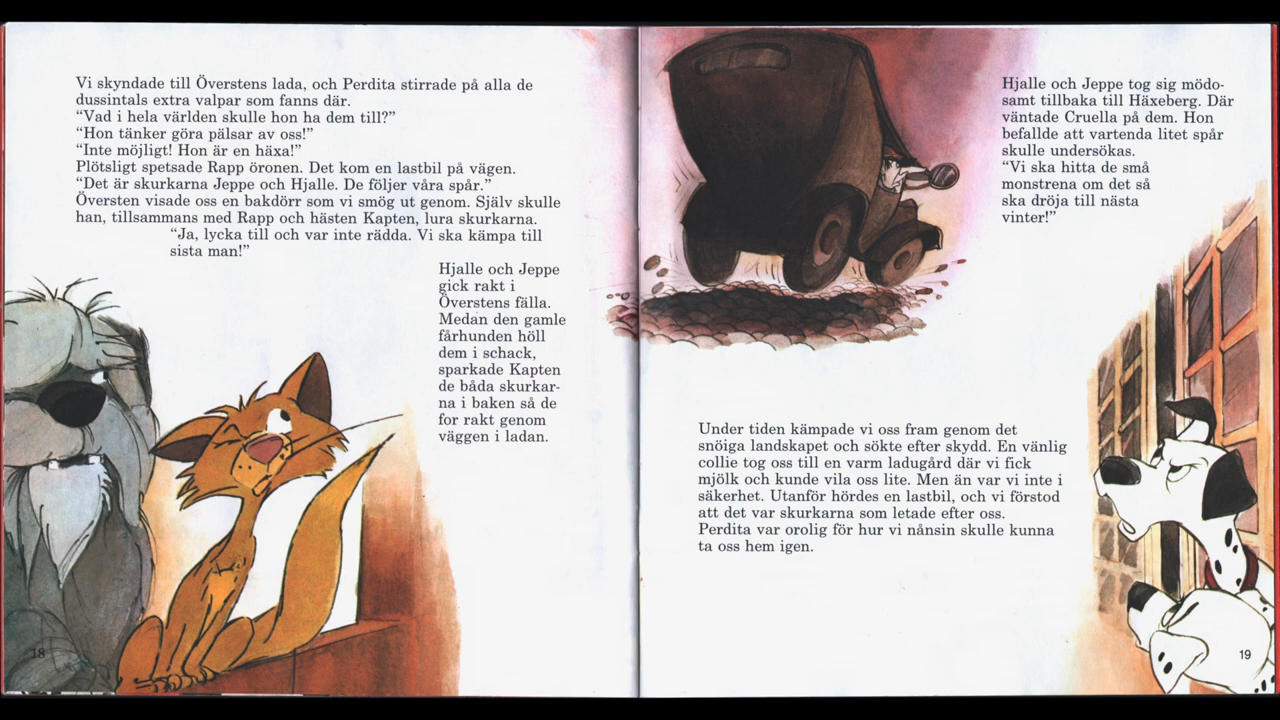 Vi skyndade till Överstens lada, och Perdita stirrade på alla de
dussintals extra valpar som fanns där.
“Vad i hela världen skulle hon ha dem till?”
“Hon tänker göra pälsar av oss!”
“Inte möjligt! Hon är en häxa!”
Plötsligt spetsade Rapp öronen. Det kom en lastbil på vägen.
“Det är skurkarna Jeppe och Hjalle. De följer våra spår.”
Översten visade oss en bakdörr som vi smög ut genom. Själv skulle
han, tillsammans med Rapp och hästen Kapten, lura skurkarna.
“Ja, lycka till och var inte rädda. Vi ska kämpa till
sista man!”
Hjalle och Jeppe
gick rakt i
Överstens fälla.
Medan den gamle
fårhunden höll
dem i schack,
sparkade Kapten
de båda skurkar-
na i baken så de
for rakt genom
väggen i ladan.
18
Hjalle och Jeppe tog sig mödo-
samt tillbaka till Häxeberg. Där
väntade Cruella på dem. Hon
befallde att vartenda litet spår
skulle undersökas.
“Vi ska hitta de små
monstrena om det så
ska dröja till nästa
vinter!”
Under tiden kämpade vi oss fram genom det
snöiga landskapet och sökte efter skydd. En vänlig
collie tog oss till en varm ladugård där vi fick
mjölk och kunde vila oss lite. Men än var vi inte i
säkerhet. Utanför hördes en lastbil, och vi förstod
att det var skurkarna som letade efter oss.
Perdita var orolig för hur vi nånsin skulle kunna
ta oss hem igen.
19